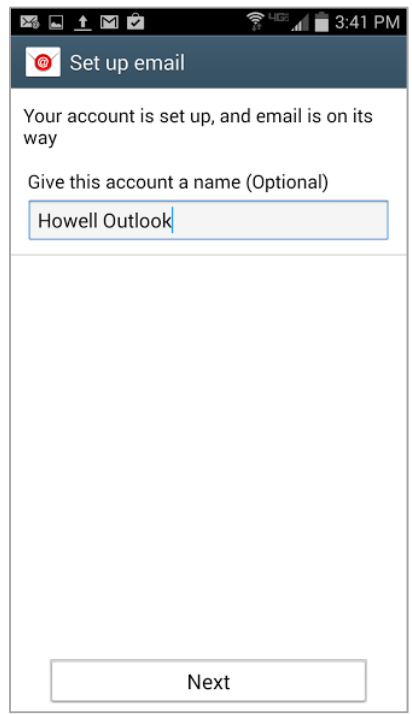 4G 3:41 PM
@ Set up email
Your account is set up, and email is on its
way
Give this account a name (Optional)
Howell Outlook
Next